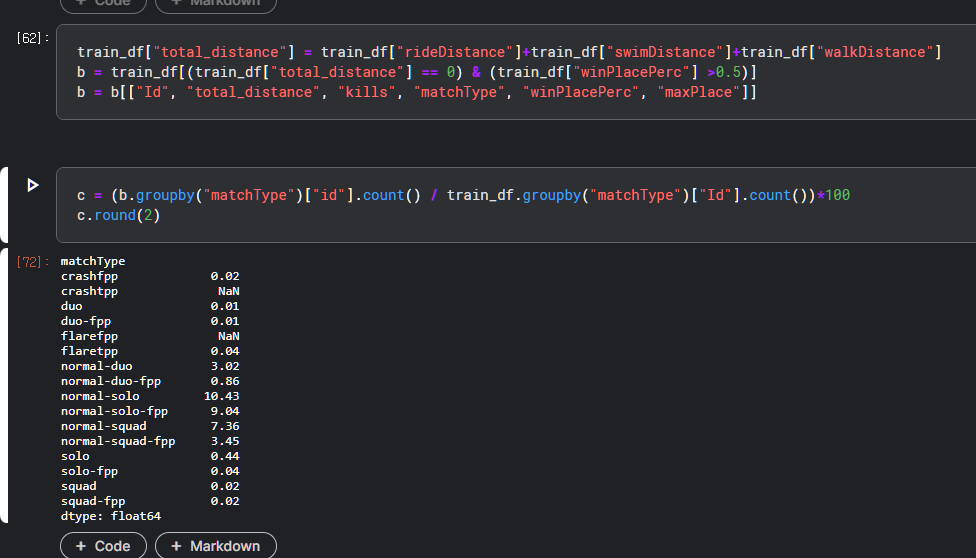 + Code + Markdown
[62]:
train_df["total_distance"] = train_df["rideDistance"]+train_df["swimDistance"]+train_df["walkDistance"]
b = train_df[(train_df["total_distance"] == 0) & (train_df["winPlacePerc"] >0.5)]
b = b[["Id", "total_distance", "kills", "matchType", "winPlacePerc", "maxPlace"]]
c = (b.groupby("matchType")["id"].count() / train_df.groupby("matchType")["Id"].count())*100
c.round(2)
[72]:
matchType
crashfpp 0.02
crashtpp NaN
duo 0.01
duo-fpp 0.01
flarefpp NaN
flaretpp 0.04
normal-duo 3.02
normal-duo-fpp 0.86
normal-solo 10.43
normal-solo-fpp 9.04
normal-squad 7.36
normal-squad-fpp 3.45
solo 0.44
solo-fpp 0.04
squad 0.02
squad-fpp 0.02
dtype: float64
+ Code + Markdown